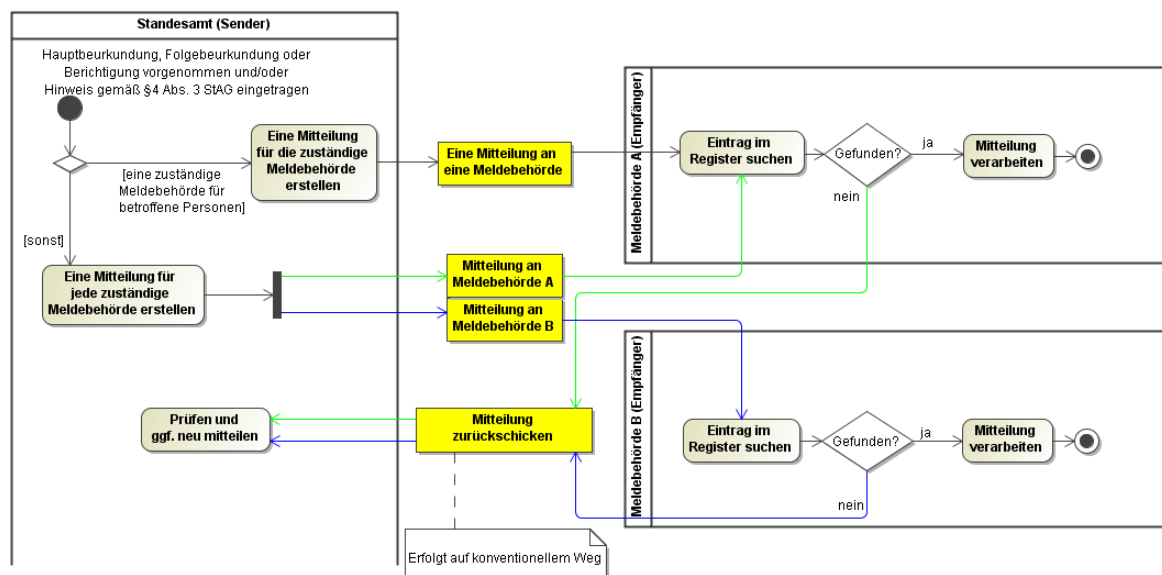 Standesamt (Sender)
Hauptbeurkundung, Folgebeurkundung oder
Berichtigung vorgenommen und/oder
Hinweis gemäß §4 Abs. 3 StAG eingetragen
Eine Mitteilung
für die zuständige
Meldebehörde
erstellen
[eine zuständige
Meldebehörde für
betroffene Personen]
[sonst]
Eine Mitteilung für
jede zuständige
Meldebehörde erstellen
Eine Mitteilung an
eine Meldebehörde
Mitteilung an
Meldebehörde A
Mitteilung an
Meldebehörde B
Meldebehörde A (Empfänger)
Eintrag im
Register suchen
Gefunden?
ja
nein
Mitteilung
verarbeiten
Prüfen und
ggf. neu mitteilen
Mitteilung
zurückschicken
Erfolgt auf konventionellem Weg
Meldebehörde B (Empfänger)
Eintrag im
Register suchen
Gefunden?
ja
nein
Mitteilung
verarbeiten